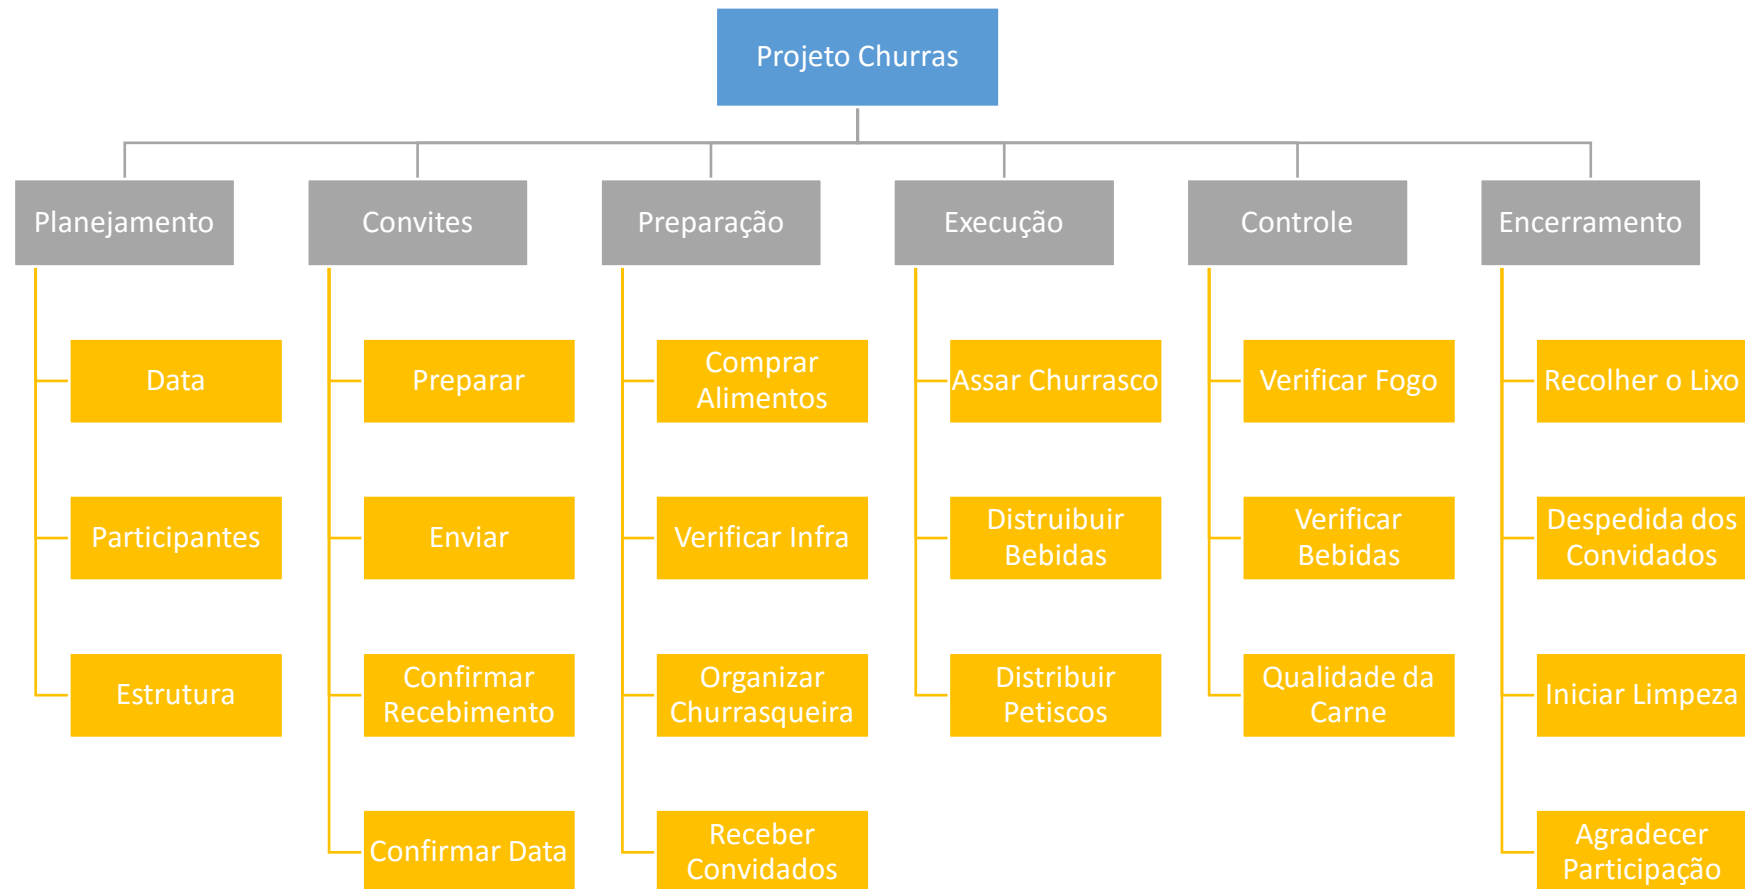 Projeto Churras
Planejamento
Convites
Preparação
Execução
Controle
Encerramento
Data
Participantes
Estrutura
Preparar
Enviar
Confirmar
Recebimento
Confirmar Data
Comprar
Alimentos
Verificar Infra
Organizar
Churrasqueira
Receber
Convidados
Assar Churrasco
Distruibuir
Bebidas
Distribuir
Petiscos
Verificar Fogo
Verificar
Bebidas
Qualidade da
Carne
Recolher o Lixo
Despedida dos
Convidados
Iniciar Limpeza
Agradecer
Participação